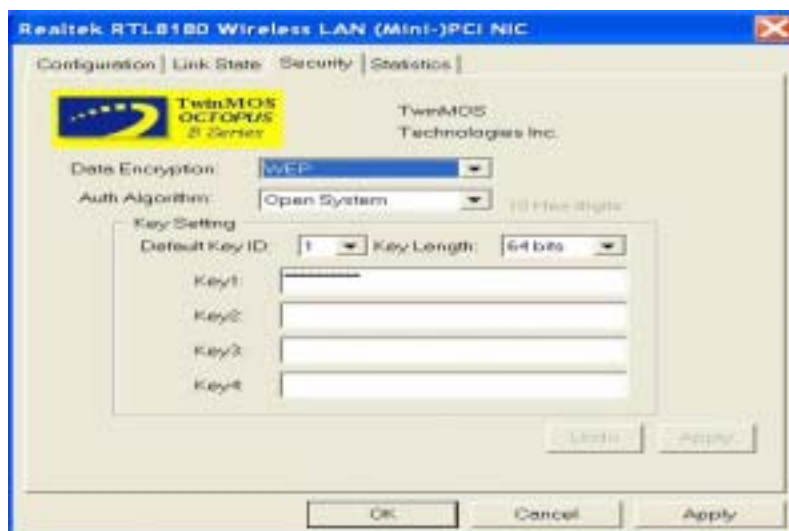 Realtek RTL8180 Wireless LAN (Mini-)PCI NIC
Configuration Link State Security Statistics
TwinMOS
OCTOPUS
B Series
TwinMOS
Technologies Inc.
Data Encryption: WEP
Auth Algorithm: Open System
10 Hex digits
Key Setting
Default Key ID: 1 Key Length: 64 bits
Key1: **********
Key2:
Key3:
Key4:
Undo Apply
OK Cancel Apply